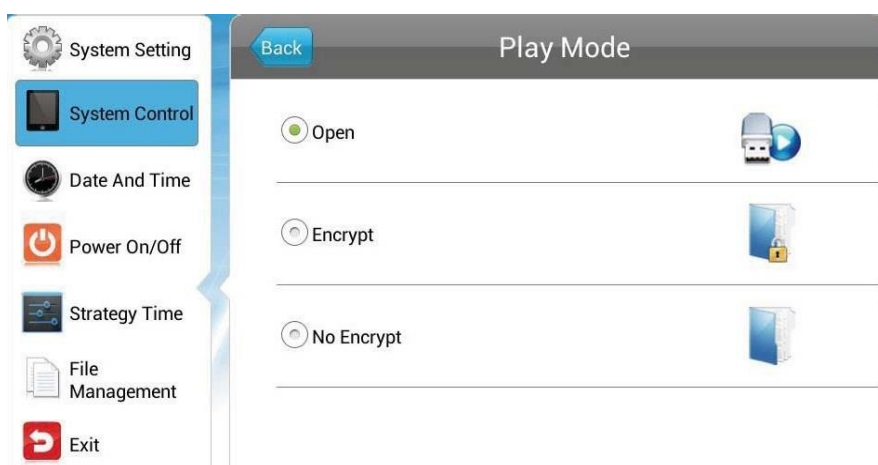 System Setting
System Control
Date And Time
Power On/Off
Strategy Time
File
Management
Exit
Back
Play Mode
Open
Encrypt
No Encrypt